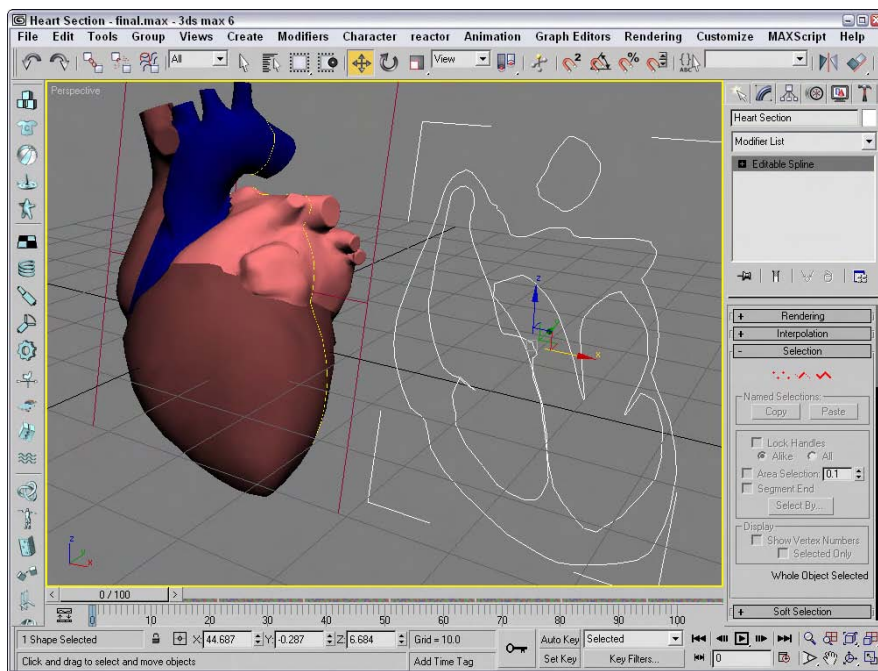 Heart Section - final.max - 3ds max 6
File Edit Tools Group Views Create Modifiers Character reactor Animation Graph Editors Rendering Customize MAXScript Help
All
View
ABC
Perspective
Heart Section
Modifier List
Editable Spline
+ Rendering
+ Interpolation
- Selection
Named Selections:
Copy Paste
Lock Handles
Alike All
Area Selection: 0.1
Segment End
Select By...
Display
Show Vertex Numbers
Selected Only
Whole Object Selected
+ Soft Selection
z
x
z
y
x
< 0 / 100 >
0 10 20 30 40 50 60 70 80 90 100
1 Shape Selected X: 44.687 Y: -0.287 Z: 6.684 Grid = 10.0 Auto Key Selected
Click and drag to select and move objects Add Time Tag Set Key Key Filters... 0